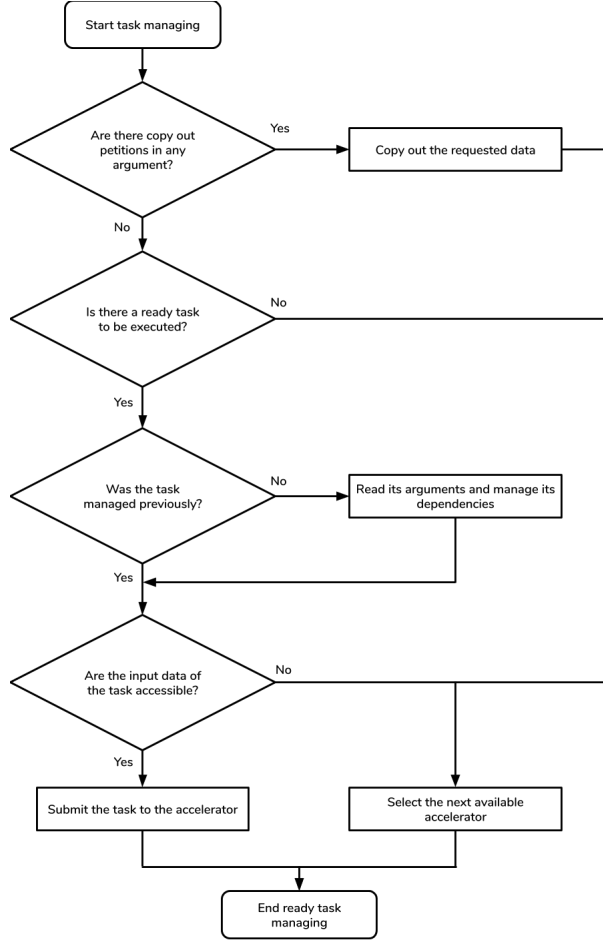 Start task managing
Are there copy out
petitions in any
argument?
Yes
Copy out the requested data
No
Is there a ready task
to be executed?
No
Yes
Was the task
managed previously?
No
Read its arguments and manage its
dependencies
Yes
Are the input data of
the task accessible?
No
Yes
Submit the task to the accelerator
Select the next available
accelerator
End ready task
managing